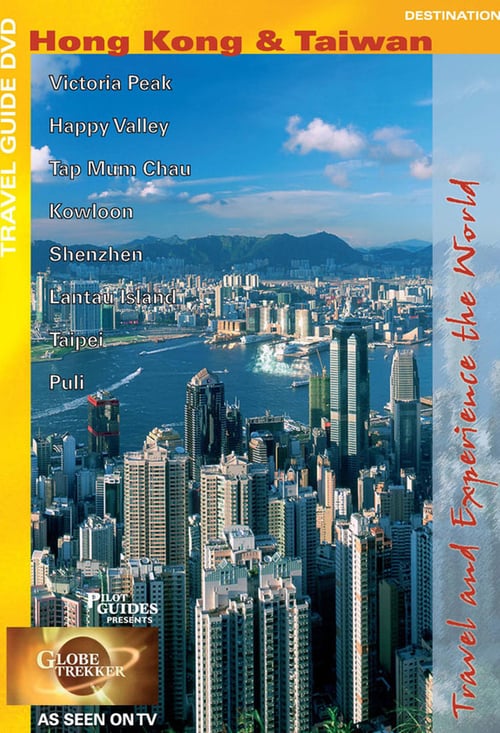 DESTINATION
Hong Kong & Taiwan
TRAVEL GUIDE DVD
Victoria Peak
Happy Valley
Tap Mum Chau
Kowloon
Shenzhen
Lantau Island
Taipei
Puli
Travel and Experience the World
PILOT
GUIDES
PRESENTS
GLOBE
TREKKER
AS SEEN ON TV